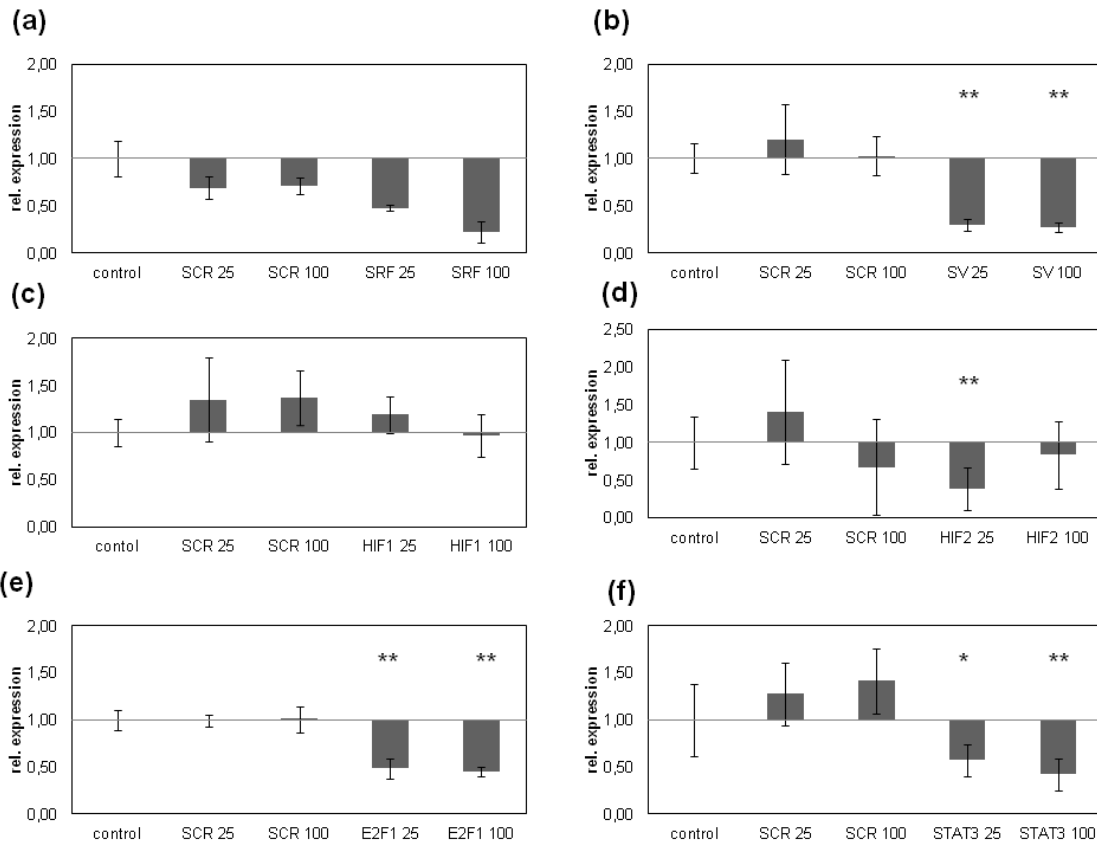 (a)
rel. expression
2,00
1,50
1,00
0,50
0,00
control SCR 25 SCR 100 SRF 25 SRF 100
(b)
rel. expression
2,00
1,50
1,00
0,50
0,00
** **
control SCR 25 SCR 100 SV 25 SV 100
(c)
rel. expression
2,00
1,50
1,00
0,50
0,00
contol SCR 25 SCR 100 HIF1 25 HIF1 100
(d)
rel. expression
2,50
2,00
1,50
1,00
0,50
0,00
**
control SCR 25 SCR 100 HIF2 25 HIF2 100
(e)
rel. expression
2,00
1,50
1,00
0,50
0,00
** **
control SCR 25 SCR 100 E2F1 25 E2F1 100
(f)
rel. expression
2,00
1,50
1,00
0,50
0,00
* **
control SCR 25 SCR 100 STAT3 25 STAT3 100